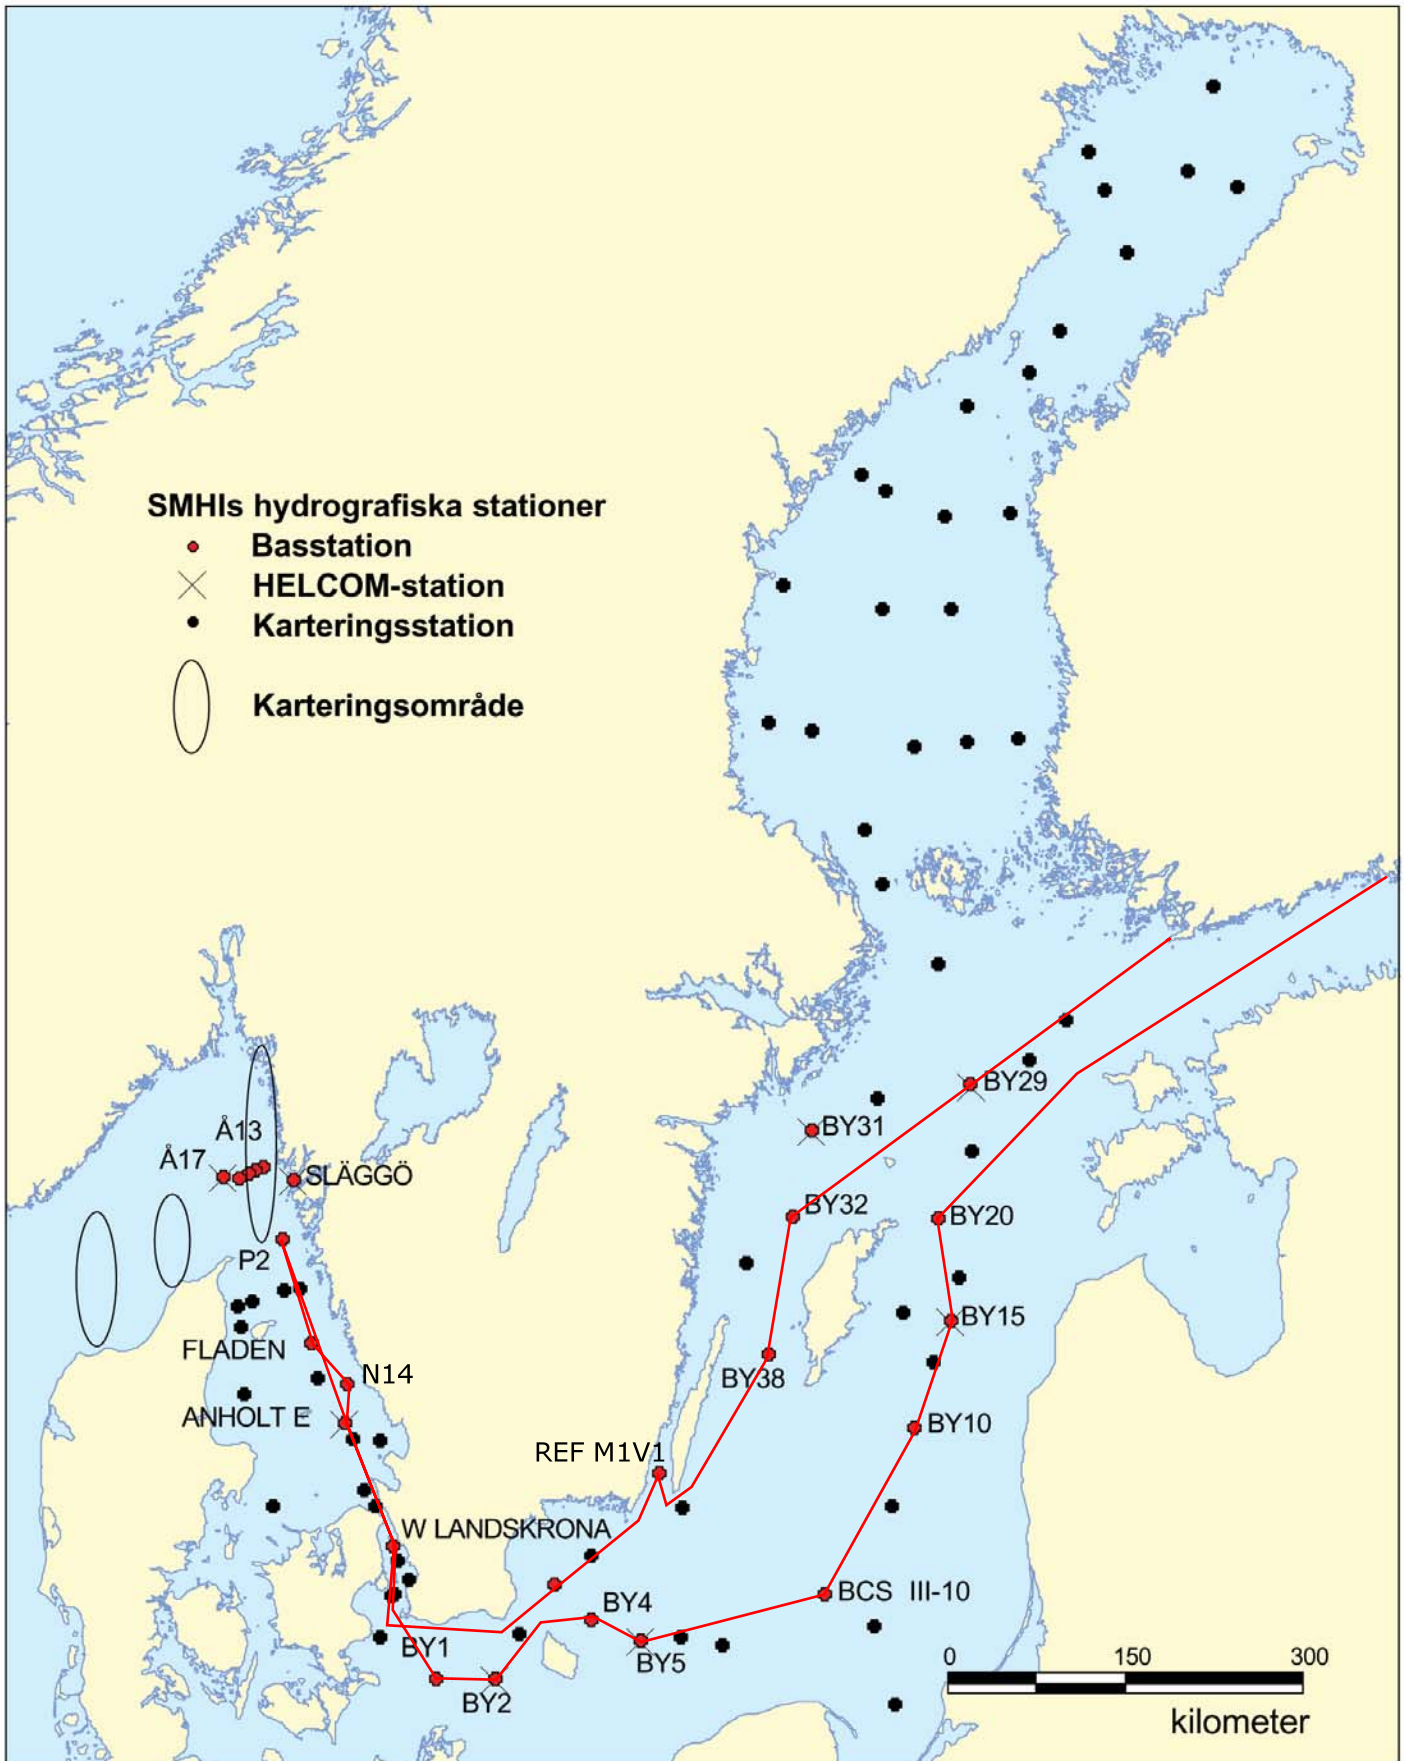 SMHIs hydrografiska stationer
Basstation
HELCOM-station
Karteringsstation
Karteringsområde
BY29
BY31
Å13
Å17
SLÄGGÖ
BY32
BY20
P2
BY15
FLADEN
N14
BY38
ANHOLT E
BY10
REF M1V1
W LANDSKRONA
BCS III-10
BY4
BY1
BY5
BY2
0 150 300
kilometer